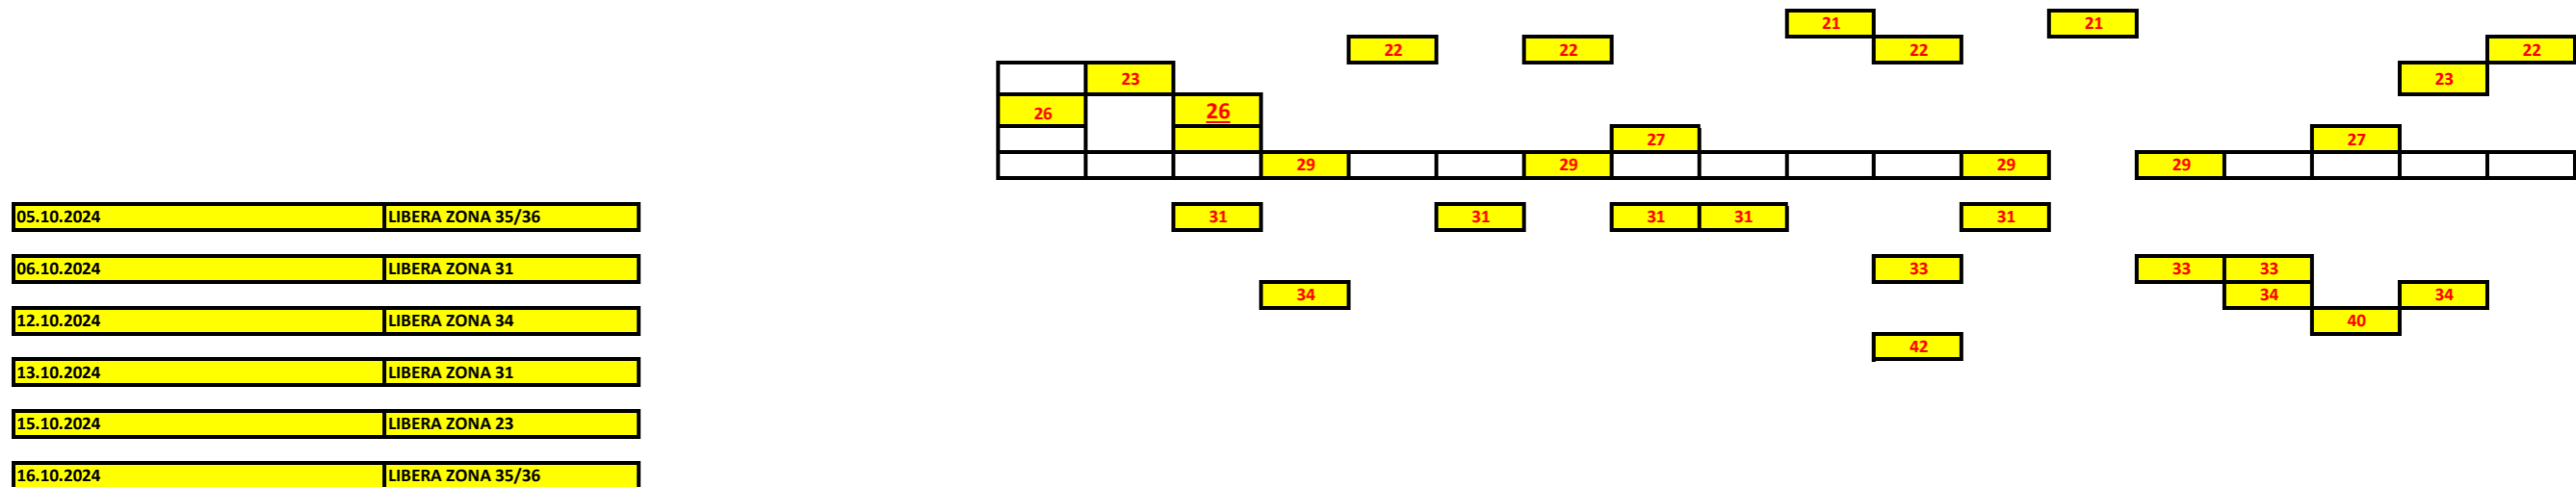 21 21
22 22 22 22
23 23
26 26
27 27
29 29 29 29
05.10.2024 LIBERA ZONA 35/36 31 31 31 31 31
06.10.2024 LIBERA ZONA 31 33 33 33
34 34 34
12.10.2024 LIBERA ZONA 34 40
42
13.10.2024 LIBERA ZONA 31
15.10.2024 LIBERA ZONA 23
16.10.2024 LIBERA ZONA 35/36